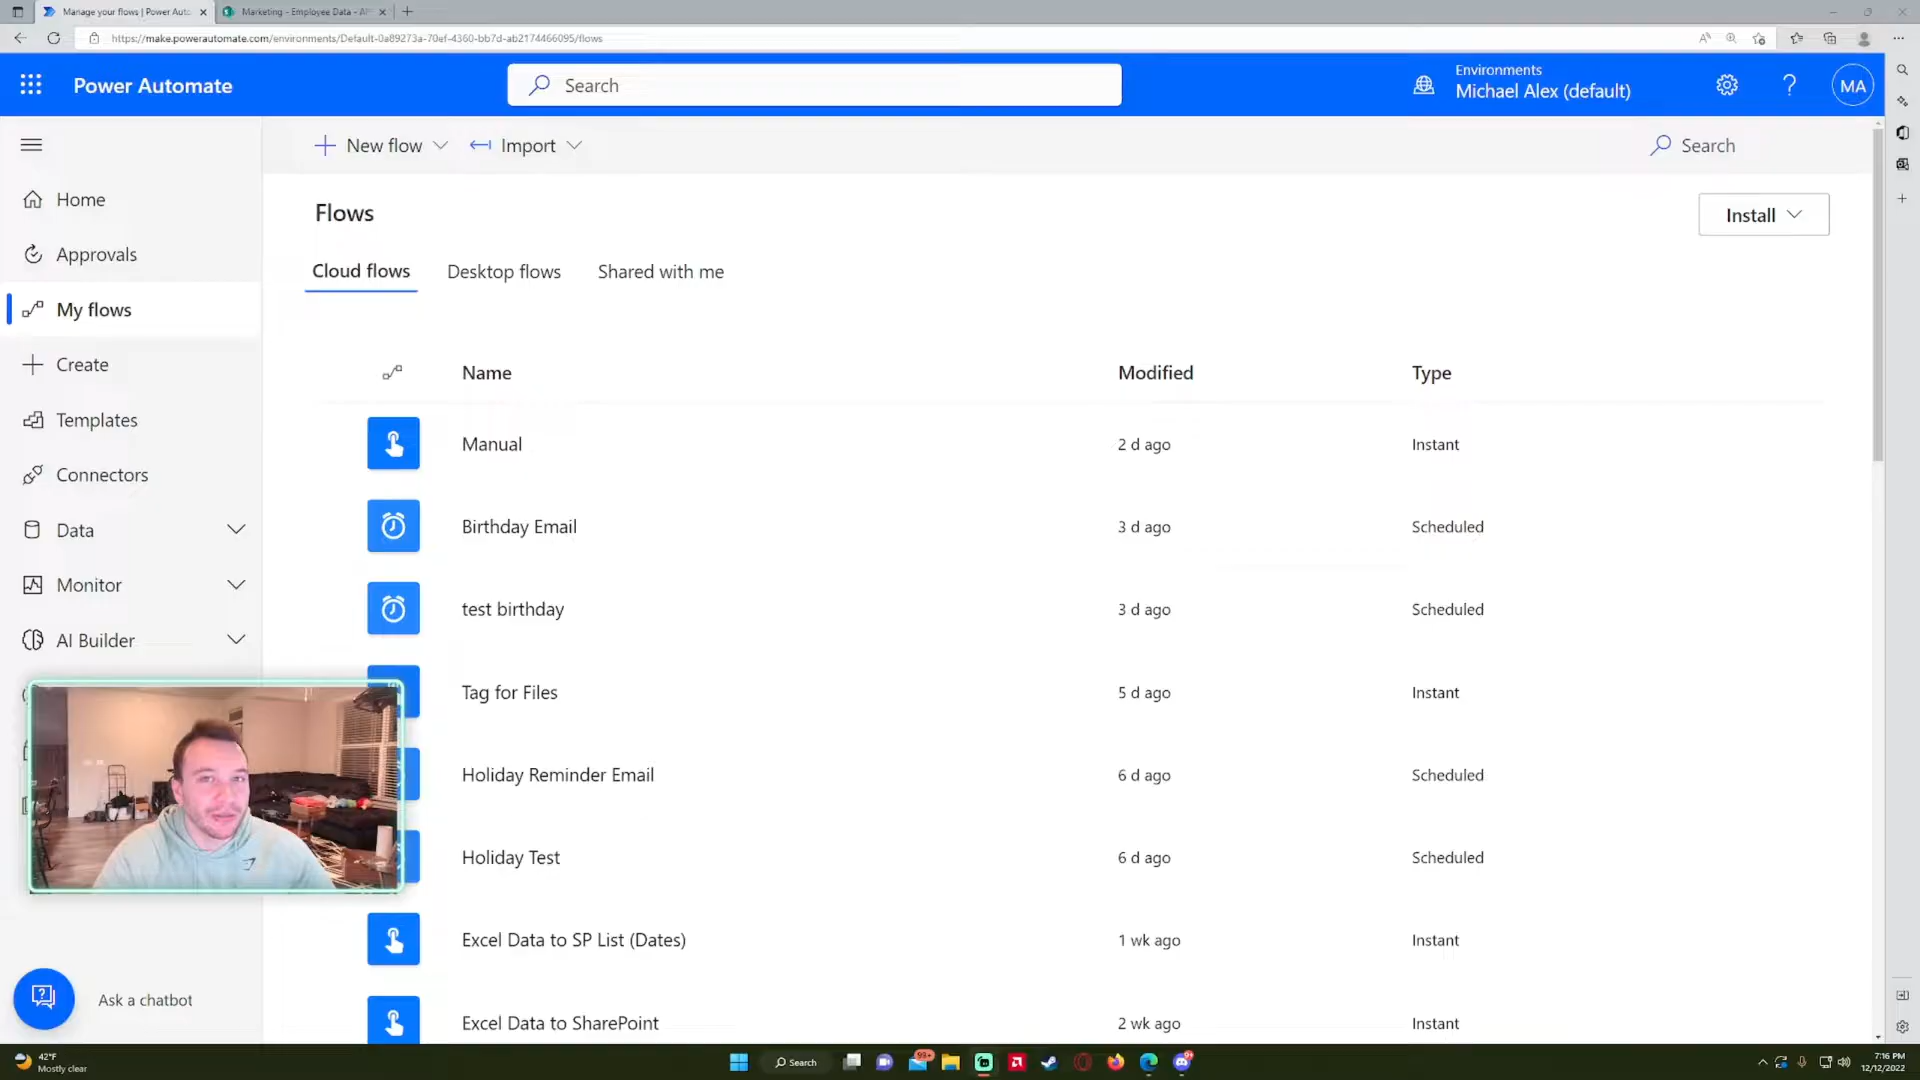 Manage your flows | Power Auto
Marketing - Employee Data - Al
https://make.powerautomate.com/environments/Default-0a89273a-70ef-4360-bb7d-ab2174466095/flows
Power Automate
Search
Environments
Michael Alex (default)
MA
New flow
Import
Search
Home
Approvals
My flows
Create
Templates
Connectors
Data
Monitor
AI Builder
Ask a chatbot
Flows
Install
Cloud flows
Desktop flows
Shared with me
Name
Modified
Type
Manual
2 d ago
Instant
Birthday Email
3 d ago
Scheduled
test birthday
3 d ago
Scheduled
Tag for Files
5 d ago
Instant
Holiday Reminder Email
6 d ago
Scheduled
Holiday Test
6 d ago
Scheduled
Excel Data to SP List (Dates)
1 wk ago
Instant
Excel Data to SharePoint
2 wk ago
Instant
42°F
Mostly clear
Search
99+
7:16 PM
12/12/2022